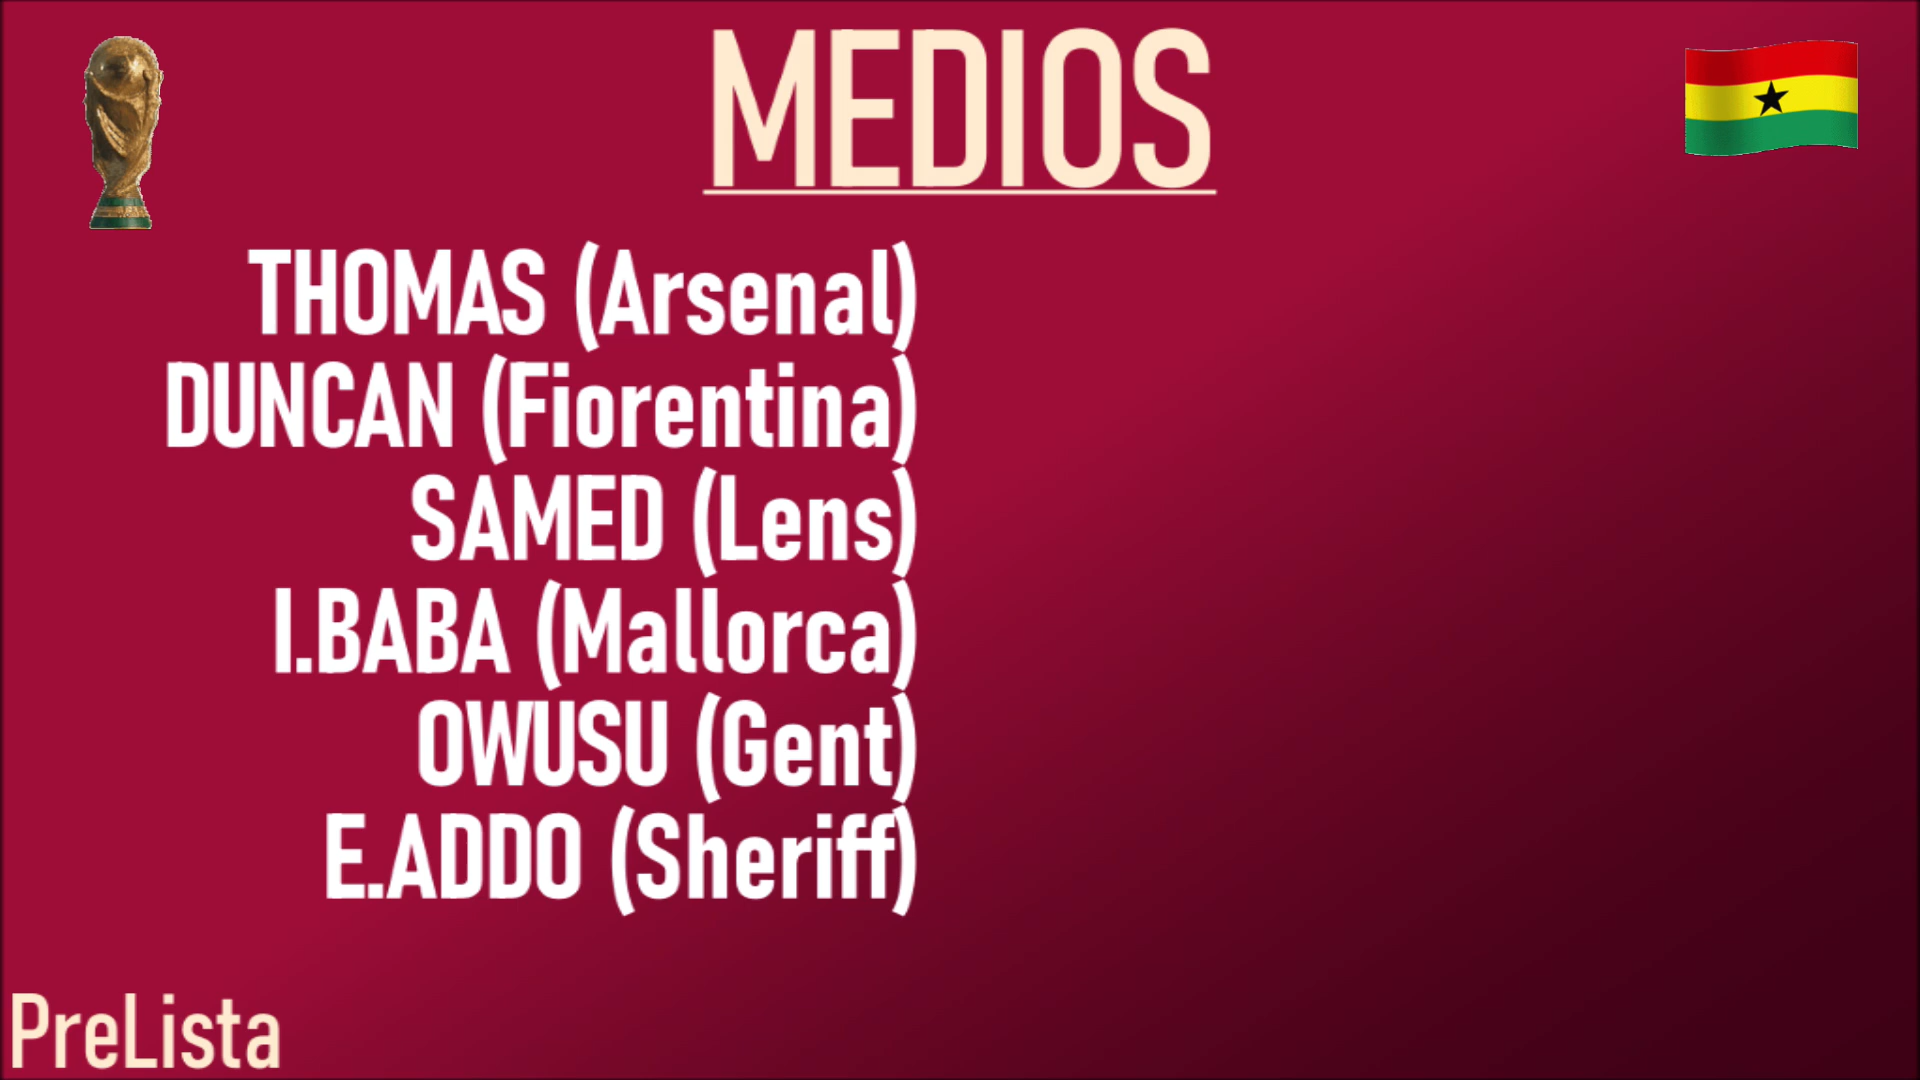 MEDIOS
THOMAS (Arsenal)
DUNCAN (Fiorentina)
SAMED (Lens)
I.BABA (Mallorca)
OWUSU (Gent)
E.ADDO (Sheriff)
PreLista